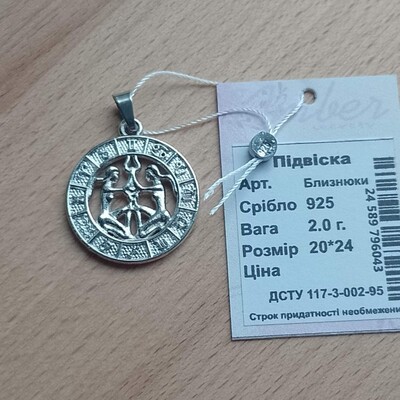 Підвіска
Арт. Близнюки
Срібло 925
Вага 2.0 г.
Розмір 20*24
Ціна
ДСТУ 117-3-002-95
Строк придатності необмежени
24 589 796043